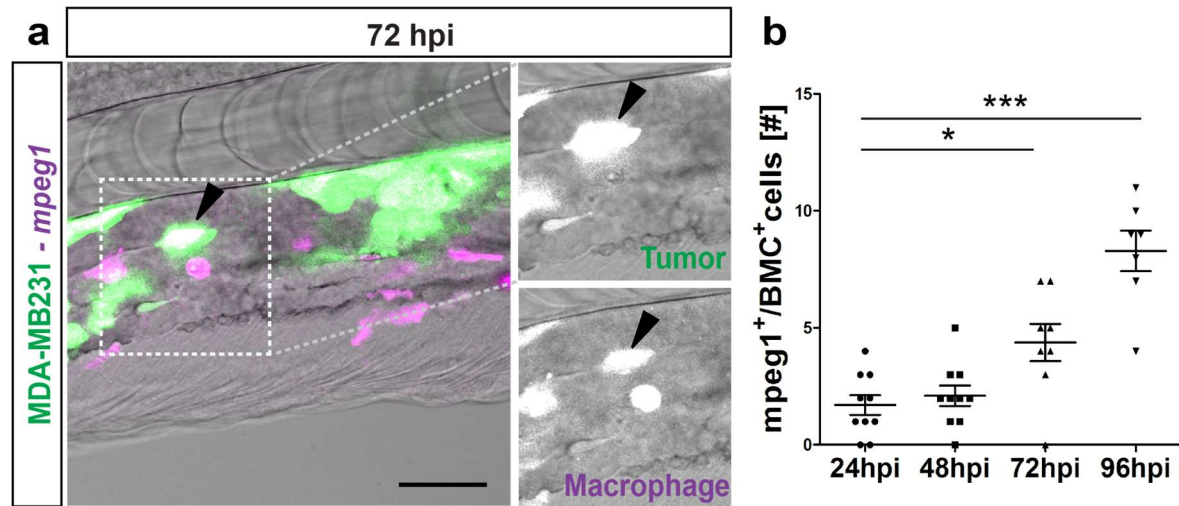 a
72 hpi
MDA-MB231 - mpeg1
Tumor
Macrophage
b
mpeg1⁺/BMC⁺cells [#]
15
10
5
0
***
*
24hpi 48hpi 72hpi 96hpi